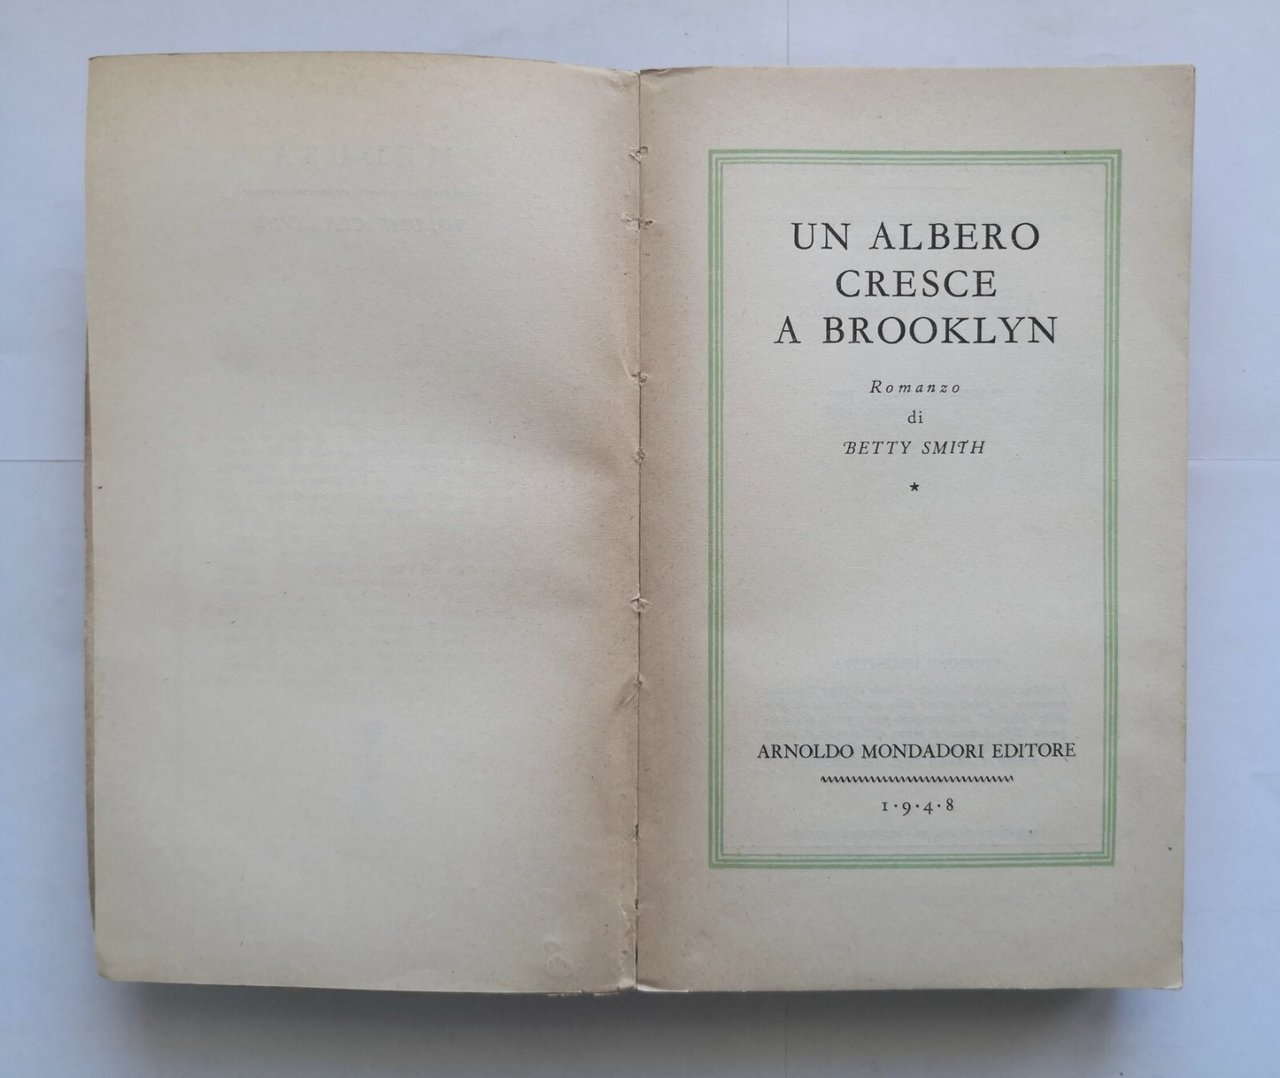 UN ALBERO
CRESCE
A BROOKLYN
Romanzo
di
BETTY SMITH
*
ARNOLDO MONDADORI EDITORE
1·9·4·8